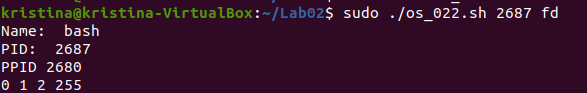 kristina@kristina-VirtualBox:~/Lab02$ sudo ./os_022.sh 2687 fd
Name:  bash
PID:  2687
PPID 2680
0 1 2 255